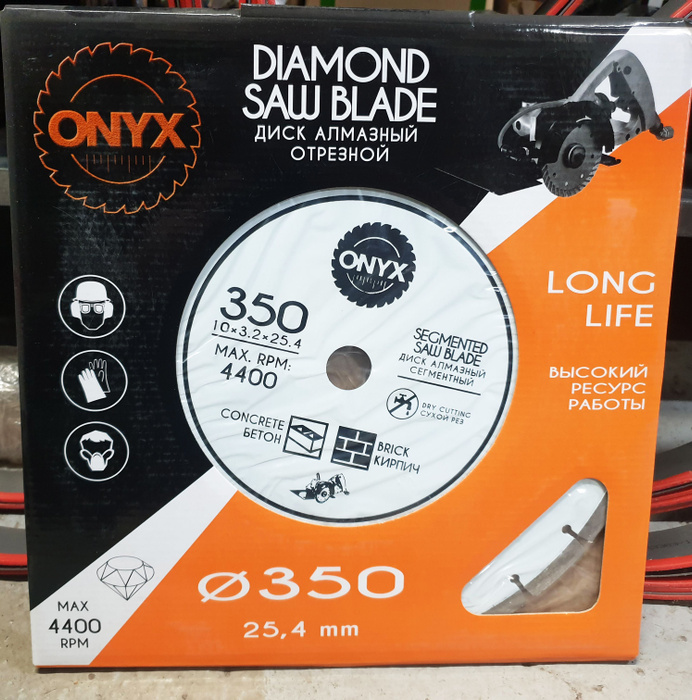 ONYX
DIAMOND
SAW BLADE
ДИСК АЛМАЗНЫЙ
ОТРЕЗНОЙ
ONYX
350
10×3.2×25.4
MAX. RPM:
4400
SEGMENTED
SAW BLADE
ДИСК АЛМАЗНЫЙ
СЕГМЕНТНЫЙ
DRY CUTTING
СУХОЙ РЕЗ
CONCRETE
БЕТОН
BRICK
КИРПИЧ
LONG
LIFE
ВЫСОКИЙ
РЕСУРС
РАБОТЫ
Ø350
25,4 mm
MAX
4400
RPM